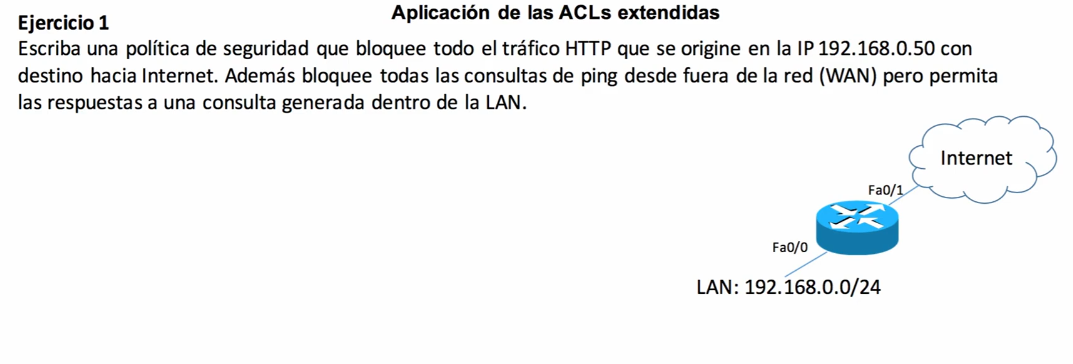 Aplicación de las ACLs extendidas
Ejercicio 1
Escriba una política de seguridad que bloquee todo el tráfico HTTP que se origine en la IP 192.168.0.50 con
destino hacia Internet. Además bloquee todas las consultas de ping desde fuera de la red (WAN) pero permita
las respuestas a una consulta generada dentro de la LAN.
Internet
Fa0/1
Fa0/0
LAN: 192.168.0.0/24